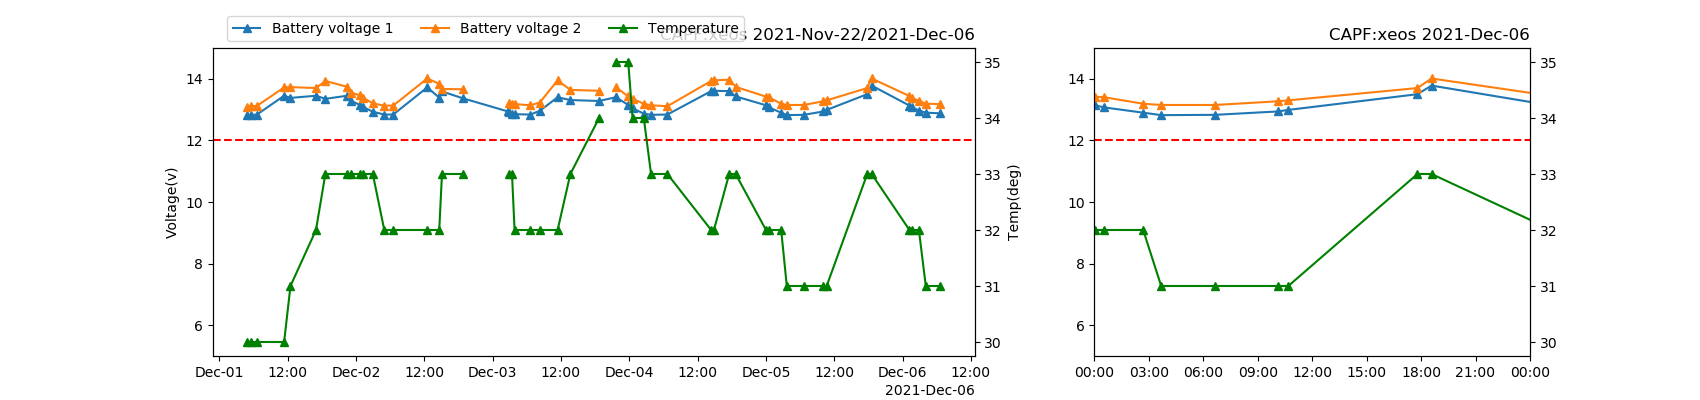 Battery voltage 1 Battery voltage 2 Temperature
CAPF:xeos 2021-Nov-22/2021-Dec-06
Voltage(v)
14
12
10
8
6
35
34
33
32
31
30
Temp(deg)
Dec-01 12:00 Dec-02 12:00 Dec-03 12:00 Dec-04 12:00 Dec-05 12:00 Dec-06 12:00
2021-Dec-06
CAPF:xeos 2021-Dec-06
14
12
10
8
6
35
34
33
32
31
30
00:00 03:00 06:00 09:00 12:00 15:00 18:00 21:00 00:00